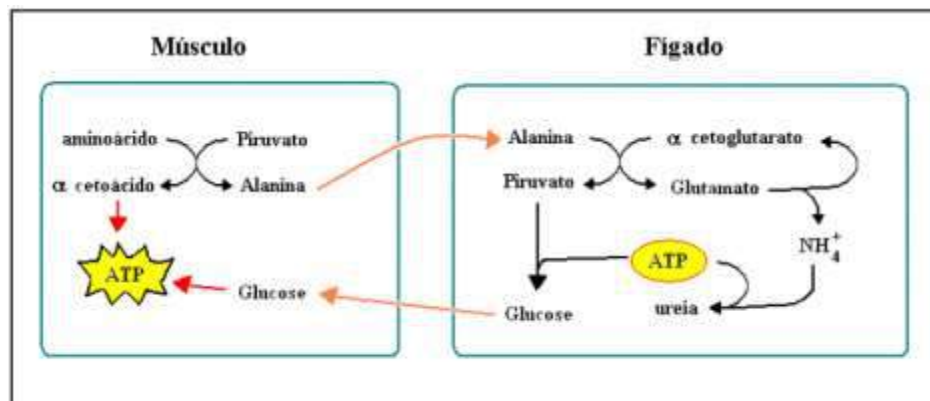 Músculo
Fígado
aminoácido
Piruvato
α cetoácido
Alanina
ATP
Glucose
Alanina
α cetoglutarato
Piruvato
Glutamato
NH4+
ATP
Glucose
ureia